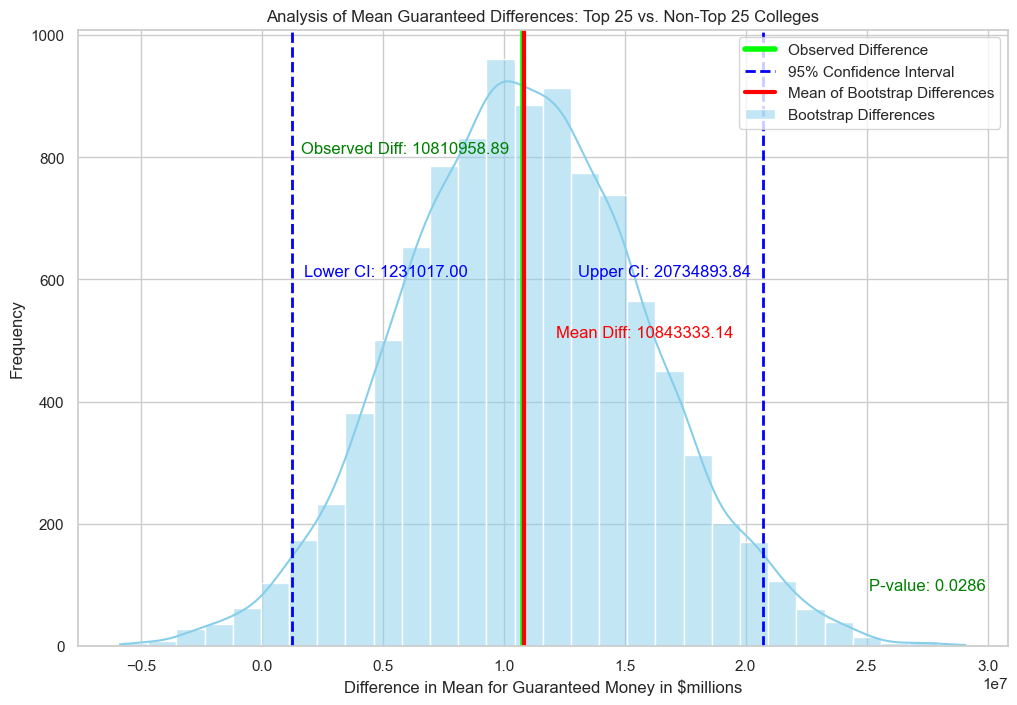 Analysis of Mean Guaranteed Differences: Top 25 vs. Non-Top 25 Colleges
Observed Difference
95% Confidence Interval
Mean of Bootstrap Differences
Bootstrap Differences
Observed Diff: 10810958.89
Lower CI: 1231017.00
Upper CI: 20734893.84
Mean Diff: 10843333.14
P-value: 0.0286
Frequency
1000
800
600
400
200
0
−0.5
0.0
0.5
1.0
1.5
2.0
2.5
3.0
1e7
Difference in Mean for Guaranteed Money in $millions